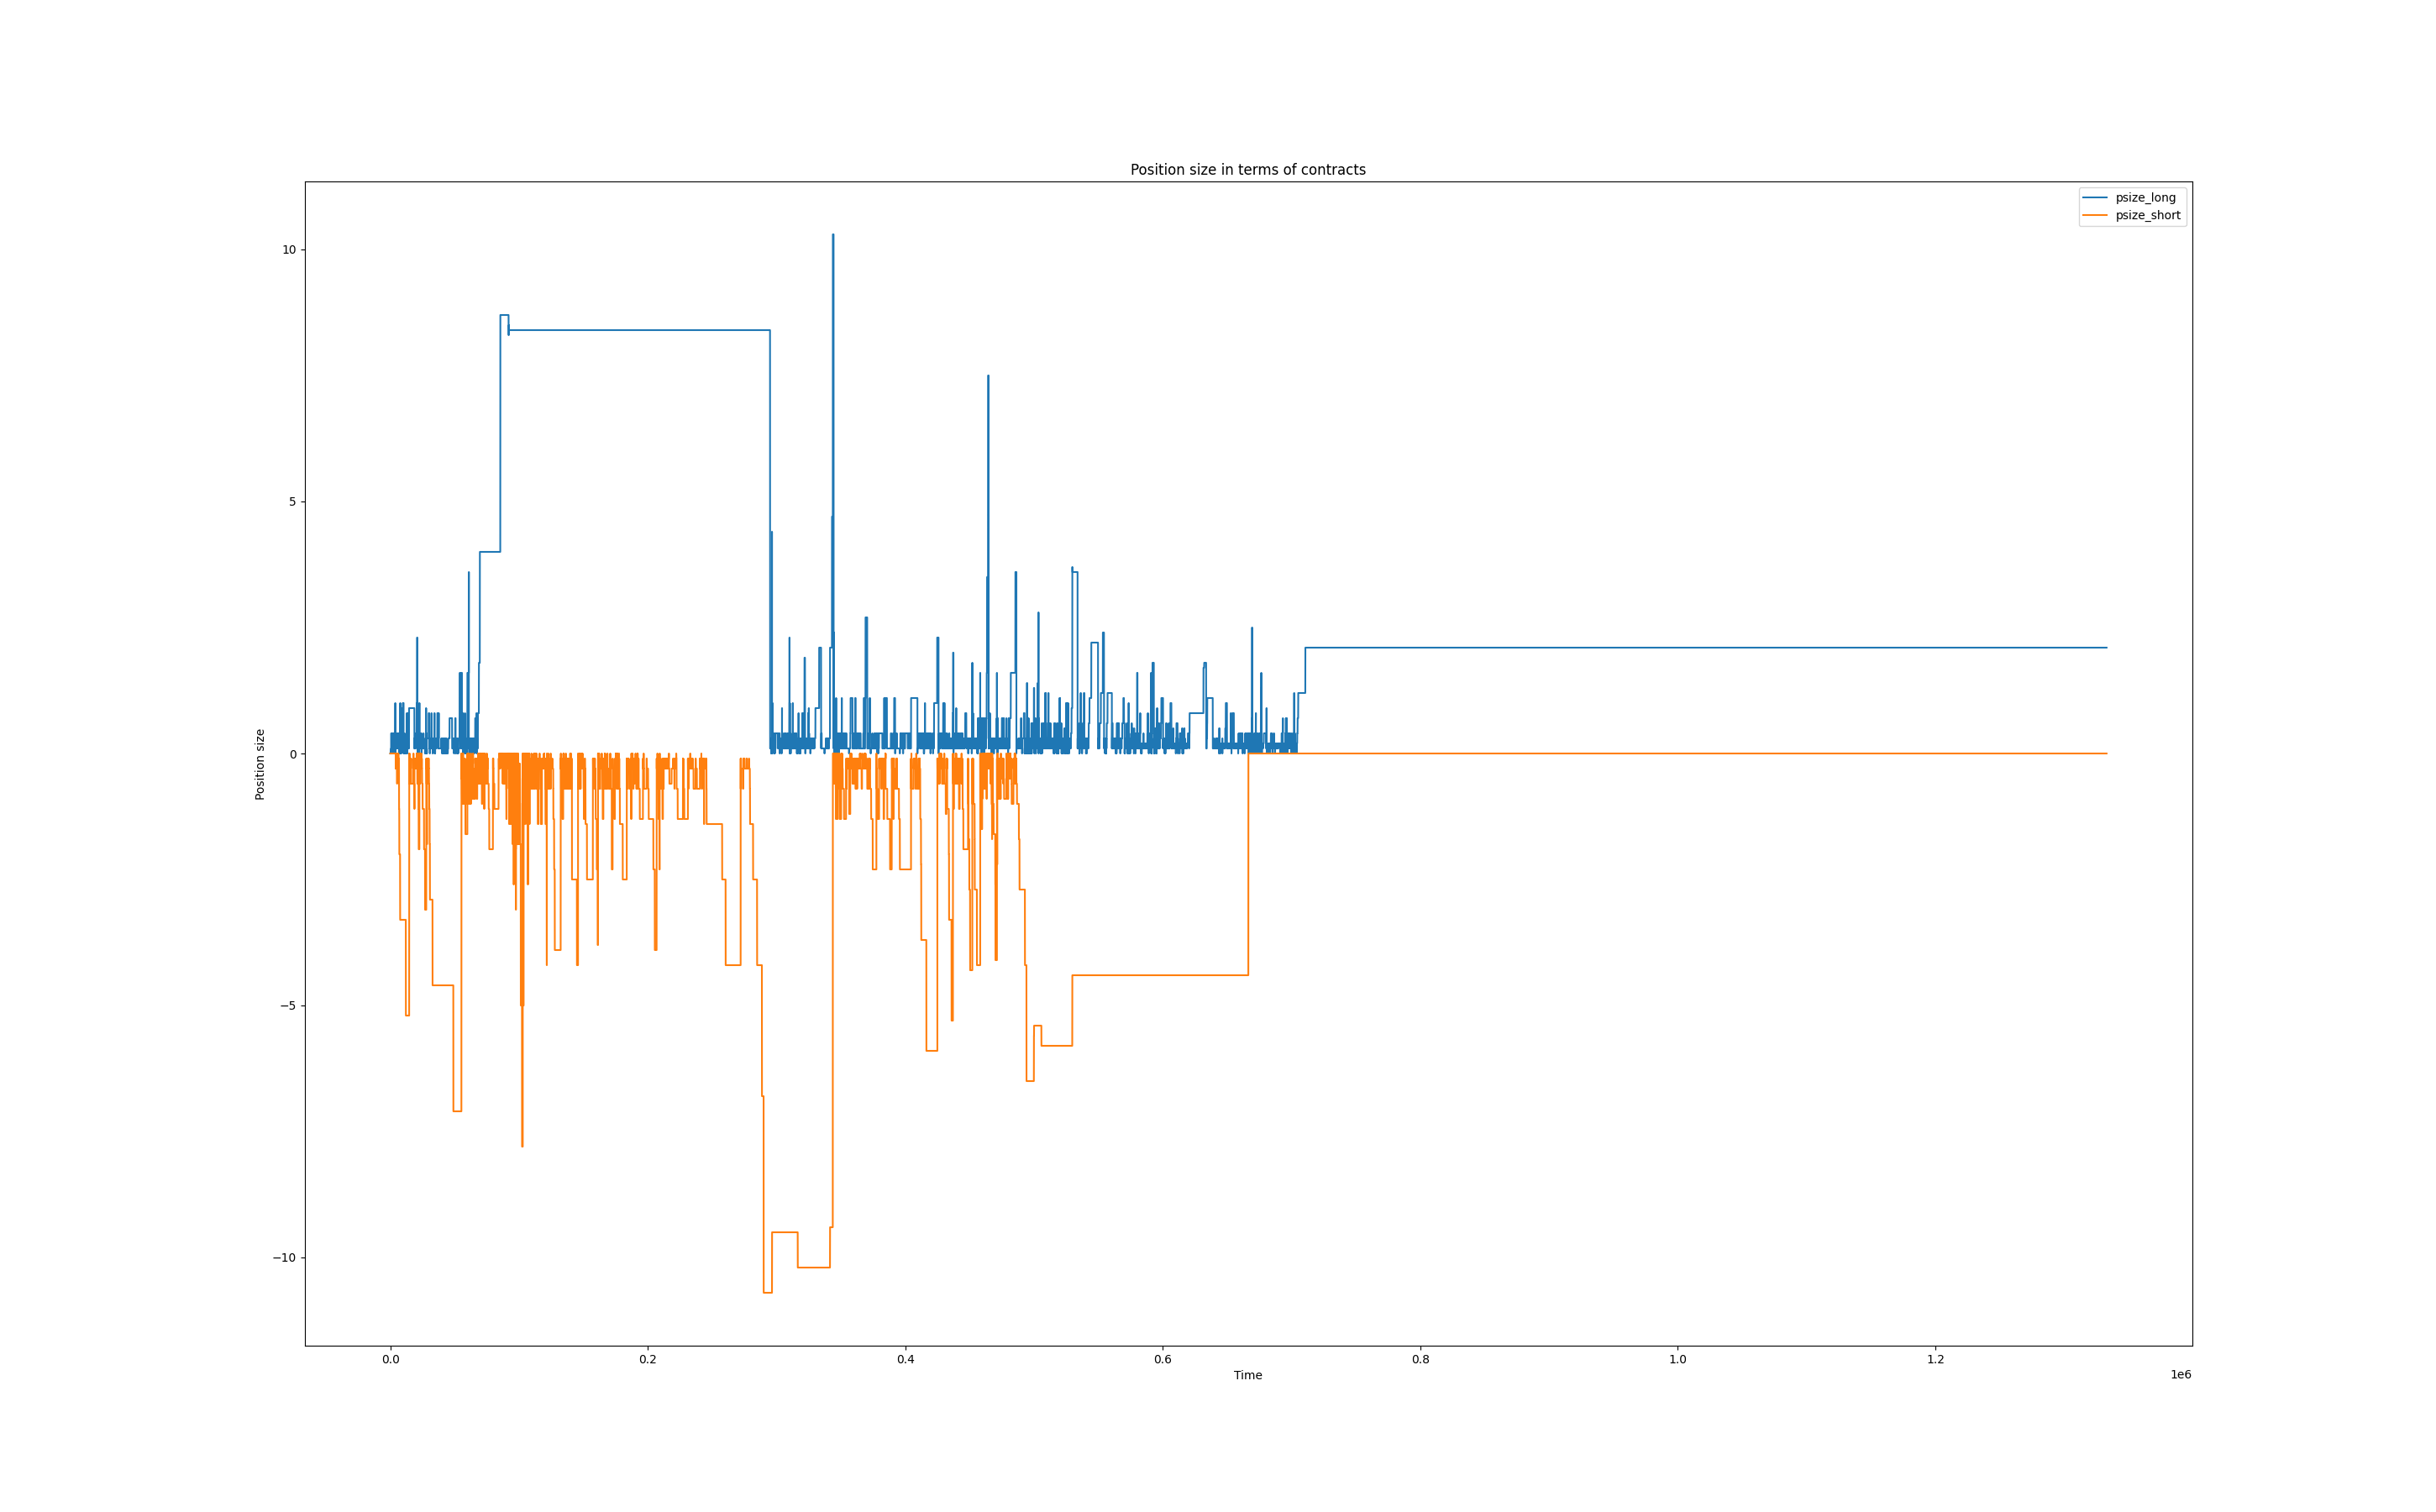 Position size in terms of contracts
psize_long
psize_short
10
5
0
−5
−10
Position size
0.0 0.2 0.4 0.6 0.8 1.0 1.2
Time
1e6